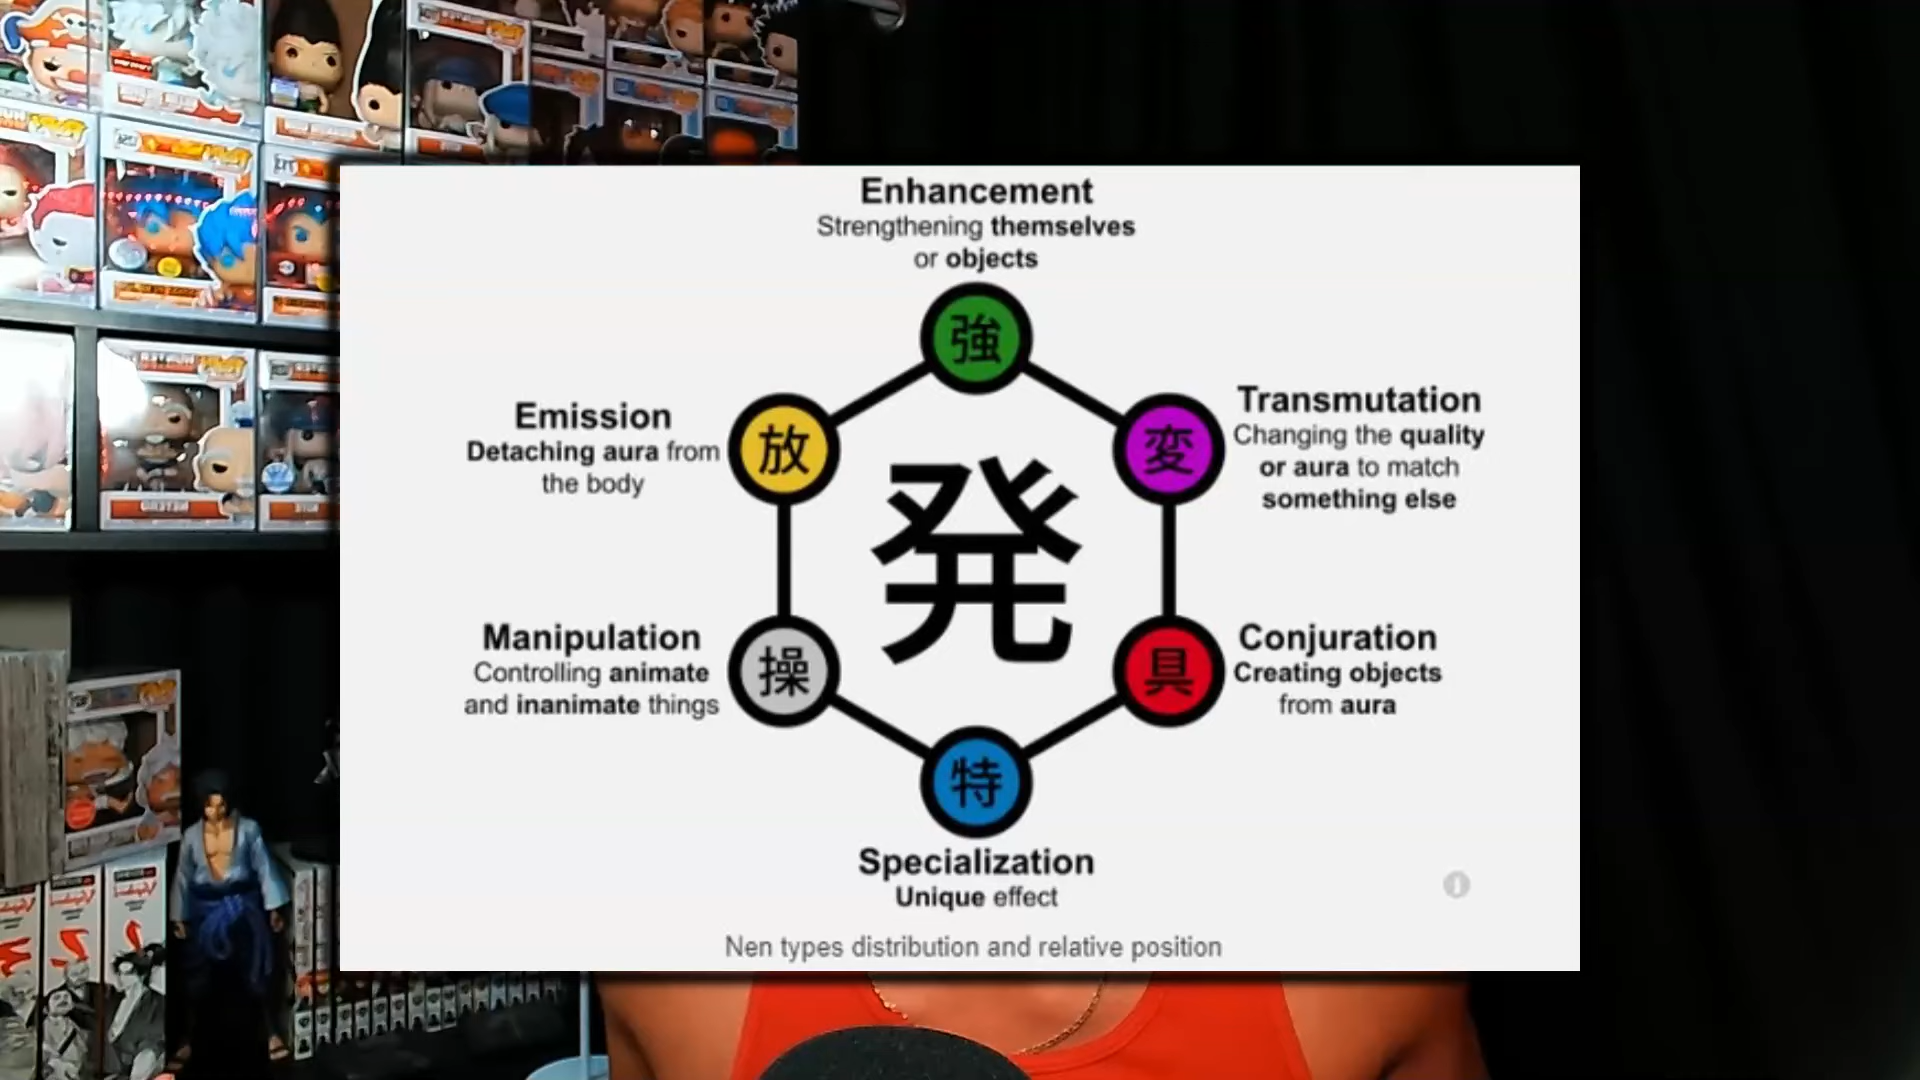 Enhancement
Strengthening themselves
or objects
強
Emission
Detaching aura from
the body
放
変
Transmutation
Changing the quality
or aura to match
something else
発
Manipulation
Controlling animate
and inanimate things
操
具
Conjuration
Creating objects
from aura
特
Specialization
Unique effect
Nen types distribution and relative position